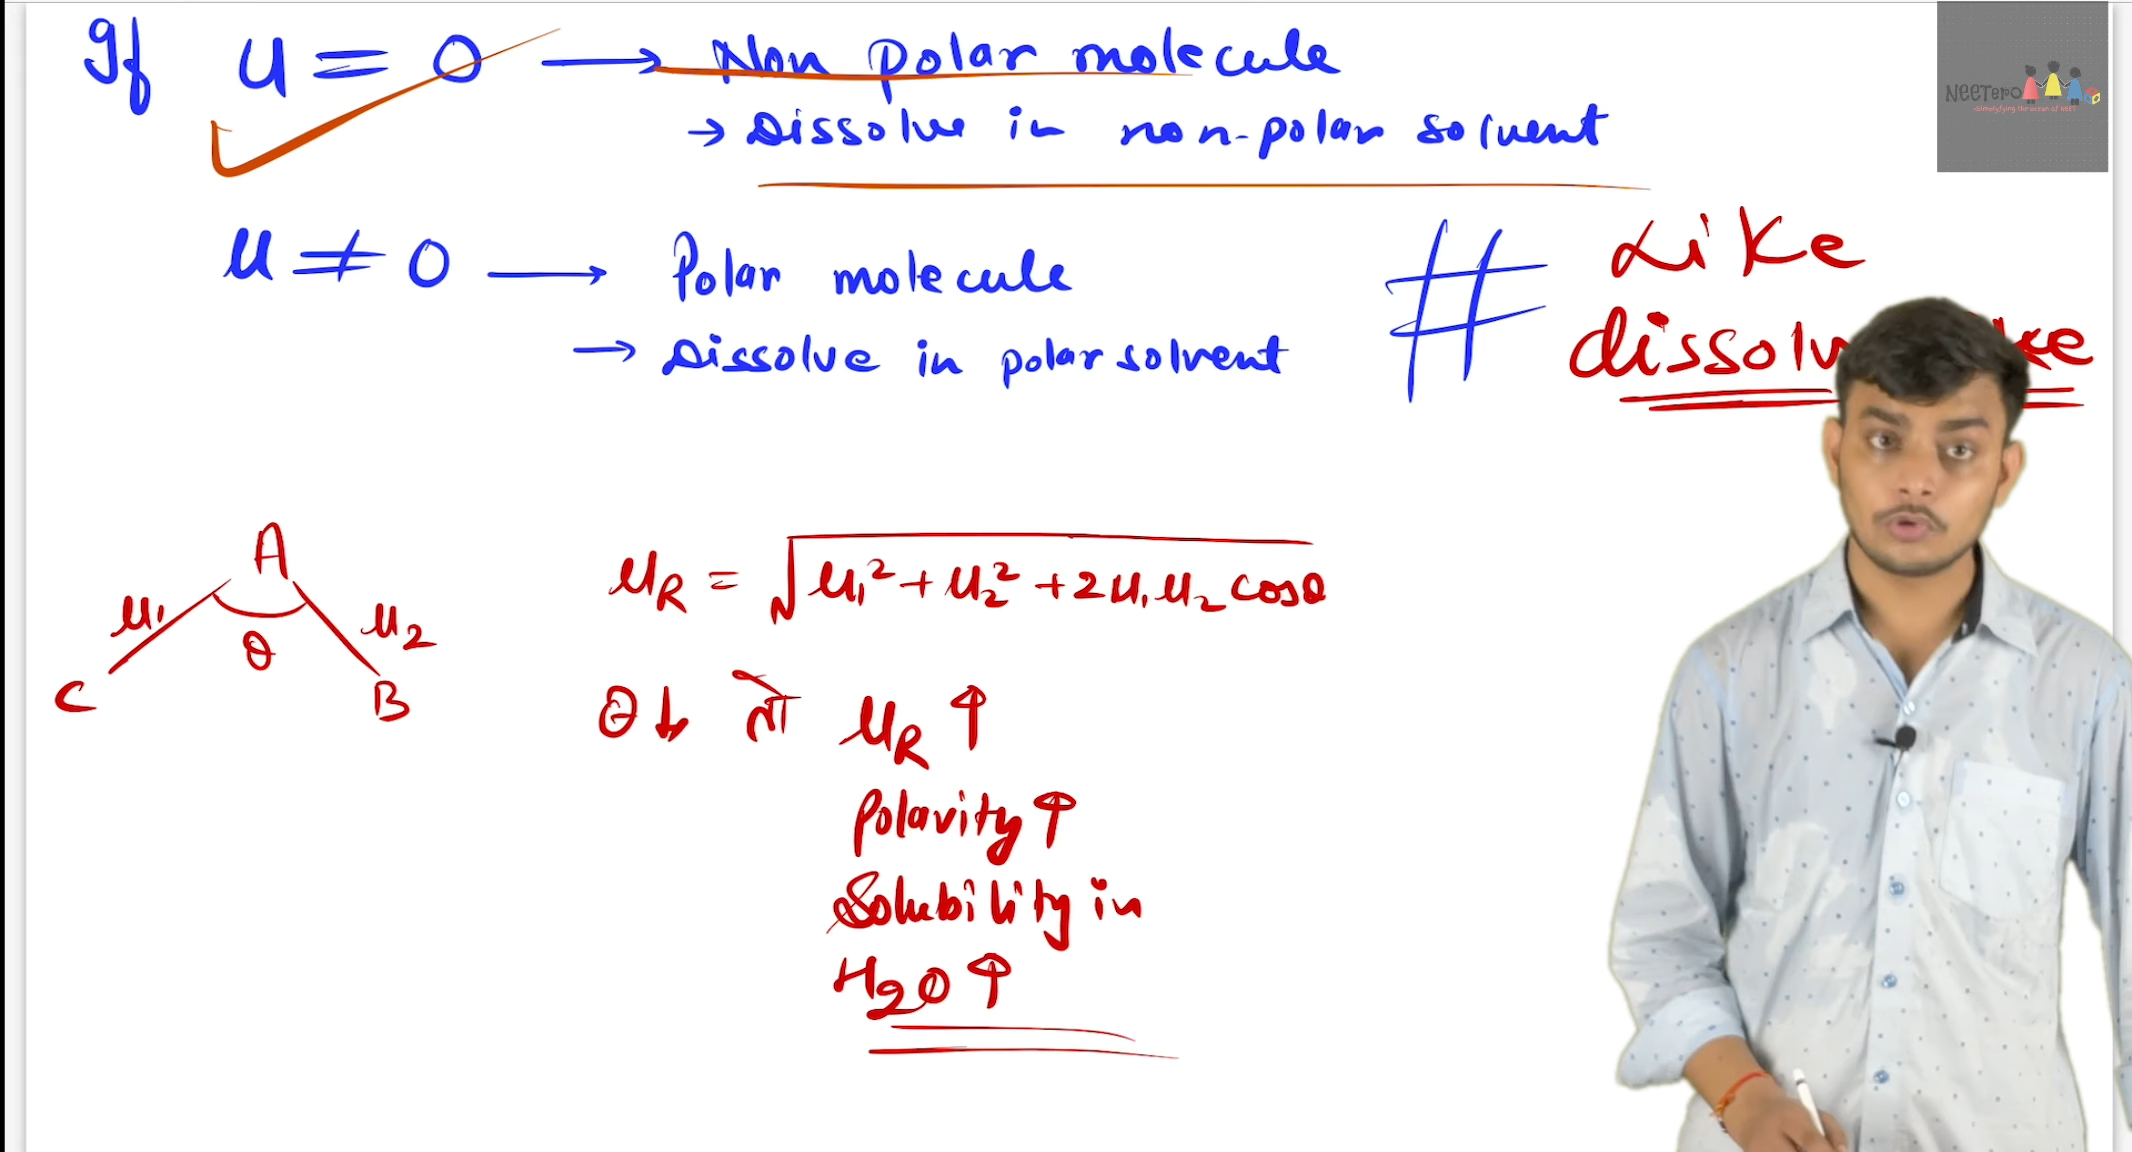 If μ = 0 → Non polar molecule
→ Dissolve in non-polar solvent
NEETepro
μ ≠ 0 → Polar molecule
→ Dissolve in polar solvent
# Like
dissolv
A
μ1 θ μ2
C B
μR = √μ1² + μ2² + 2μ1μ2 cosθ
θ↓ तो μR ↑
Polarity ↑
Solubility in
H2O ↑